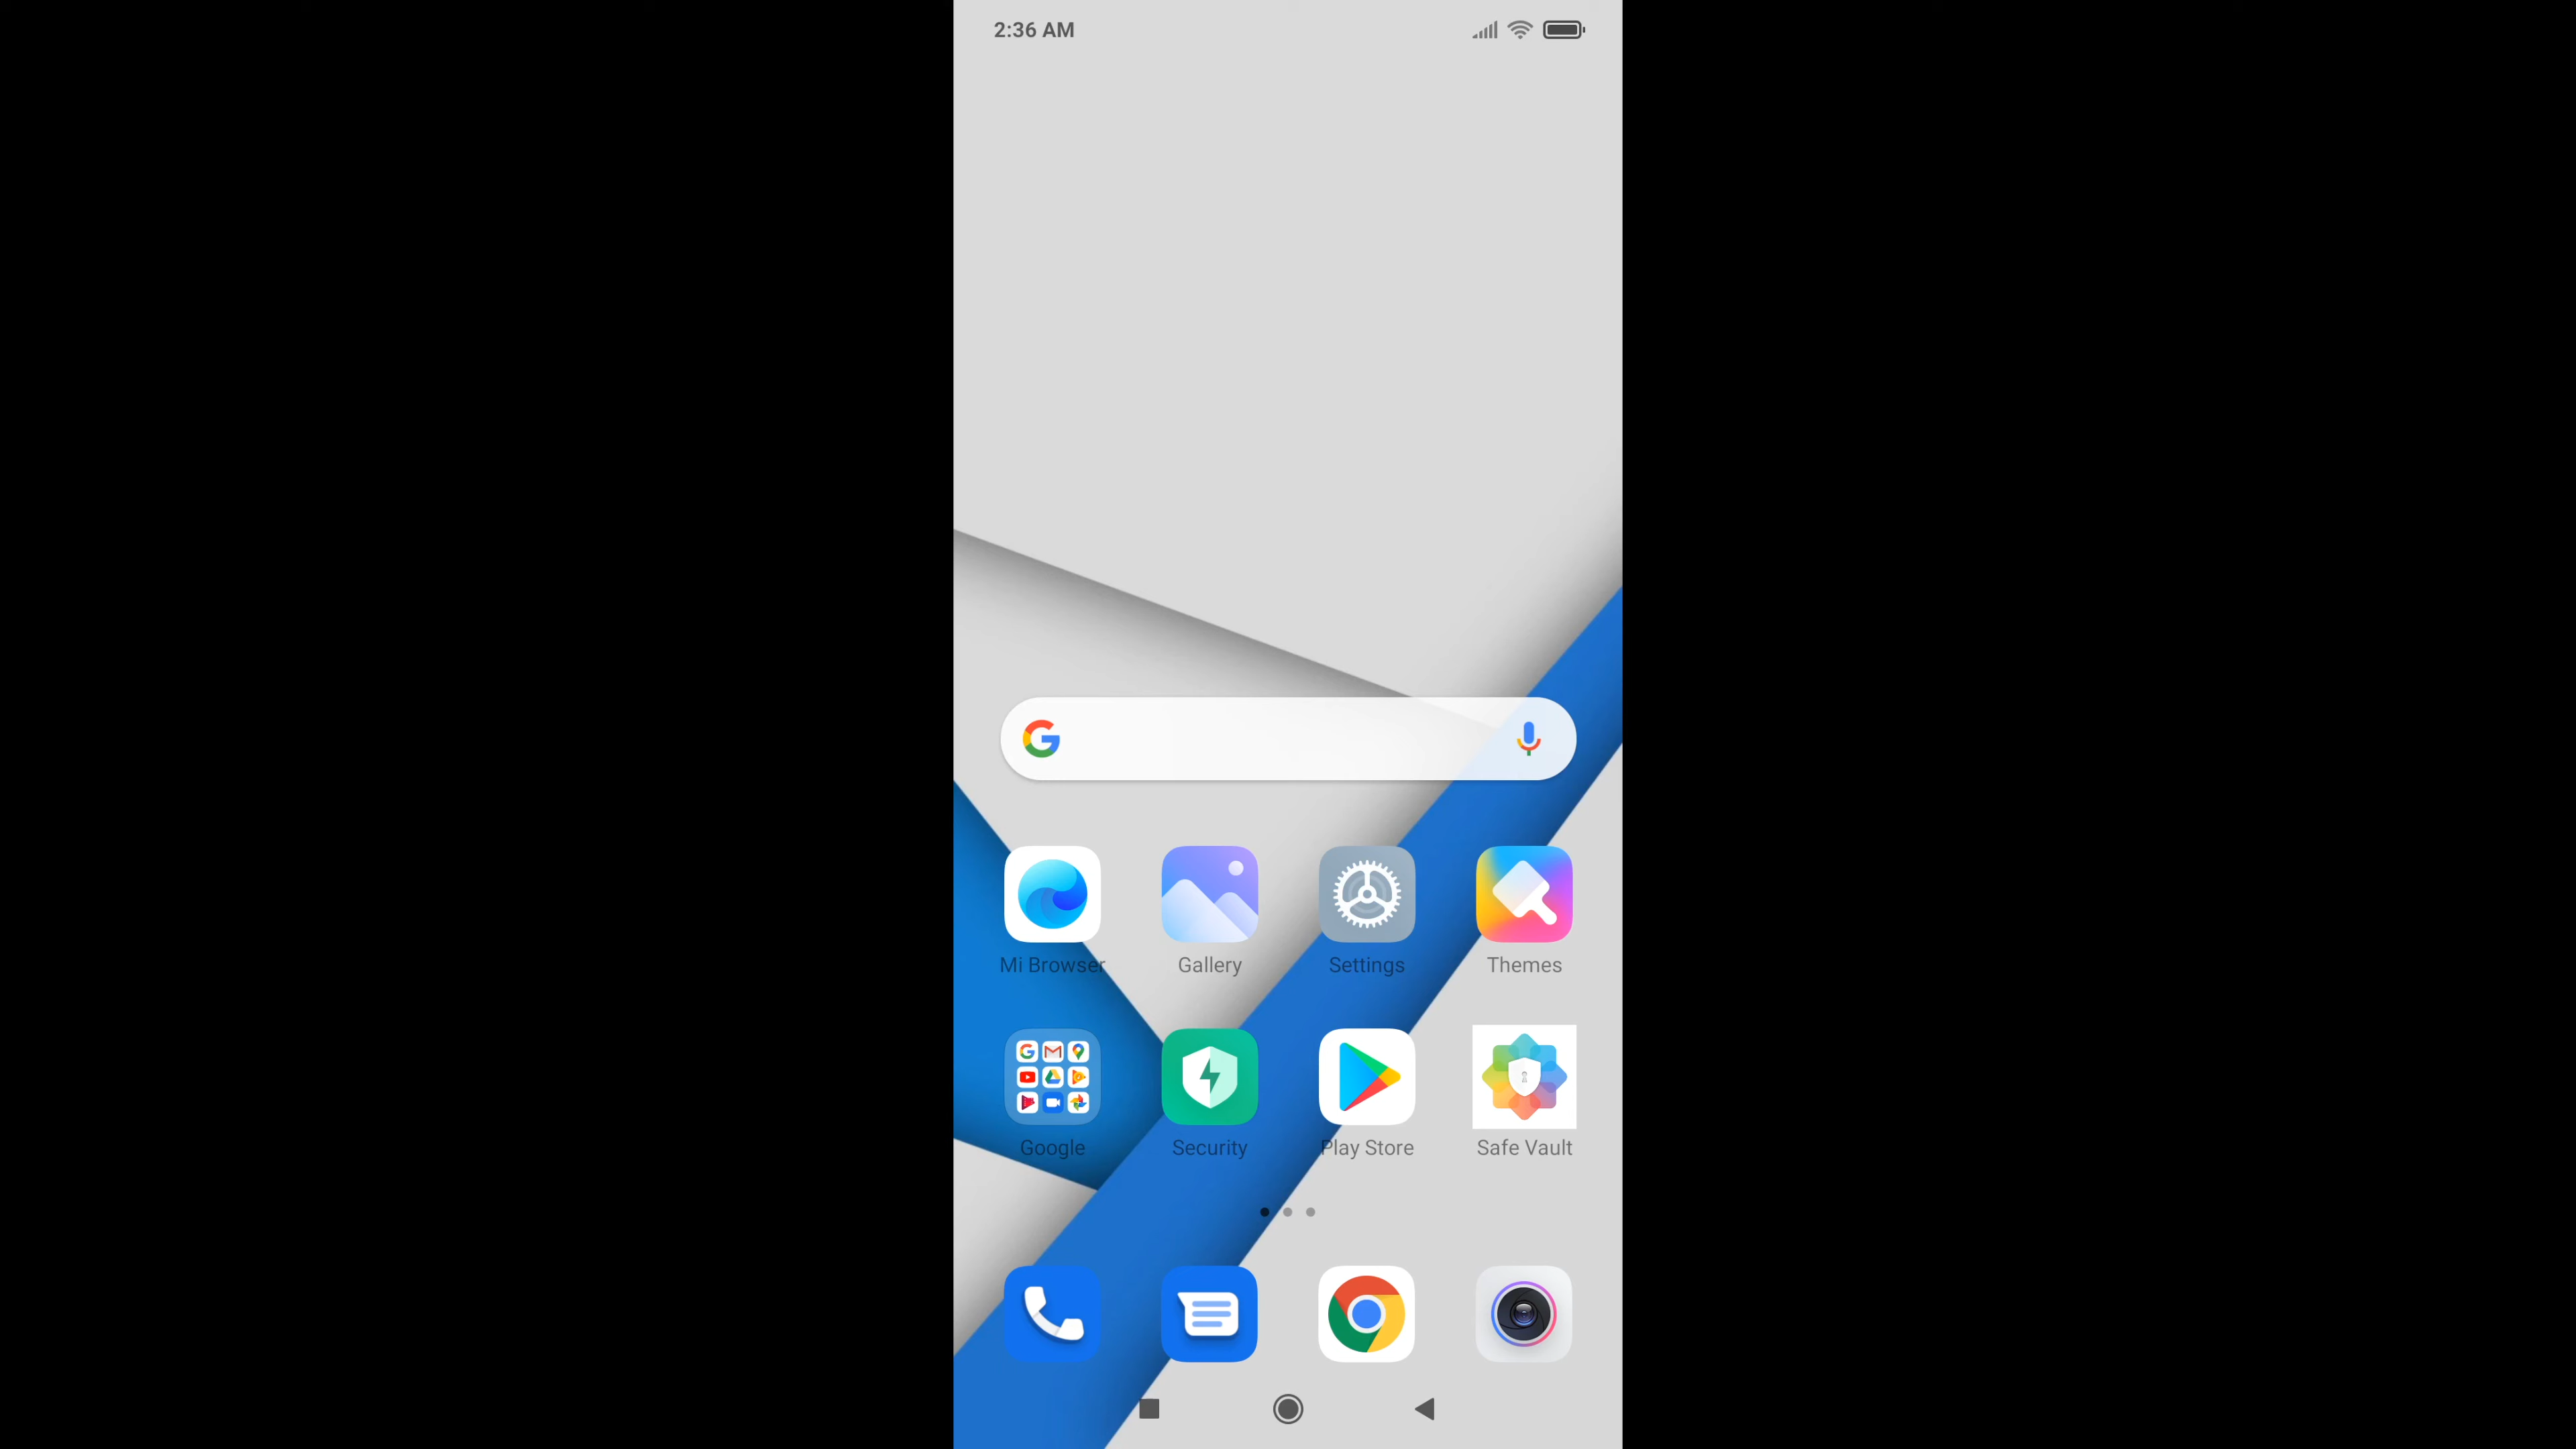 2:36 AM
Mi Browser
Gallery
Settings
Themes
Google
Security
Play Store
Safe Vault